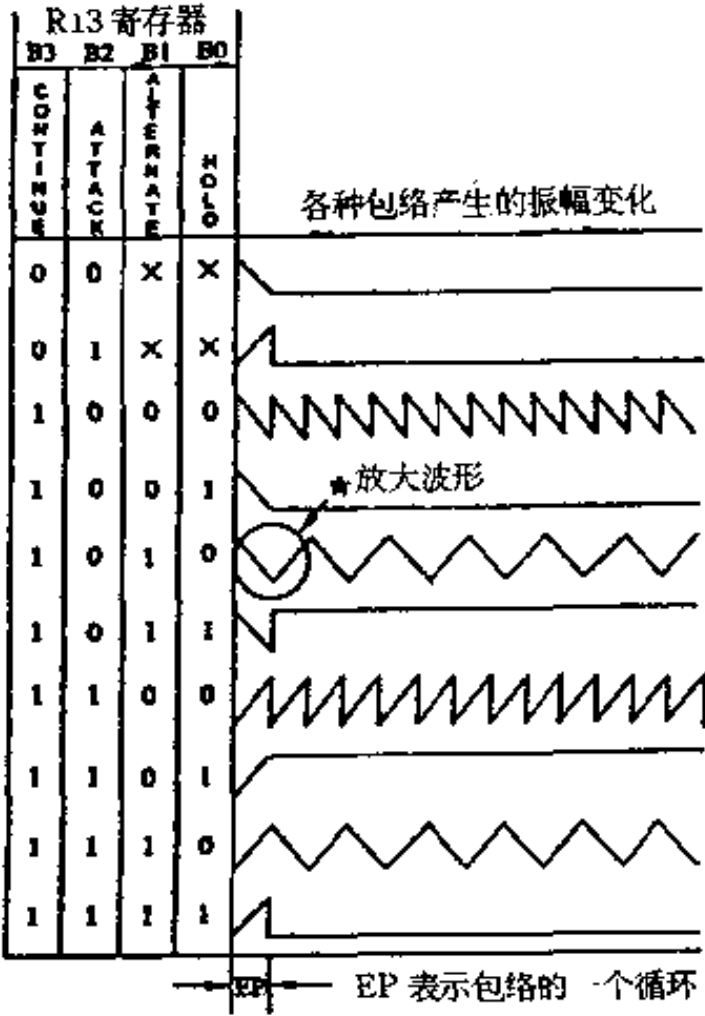 R13 寄存器
B3 B2 B1 B0
CONTINUE ATTACK ALTERNATE HOLD
各种包络产生的振幅变化
0 0 X X
0 1 X X
1 0 0 0
1 0 0 1
★放大波形
1 0 1 0
1 0 1 1
1 1 0 0
1 1 0 1
1 1 1 0
1 1 1 1
EP
EP 表示包络的一个循环